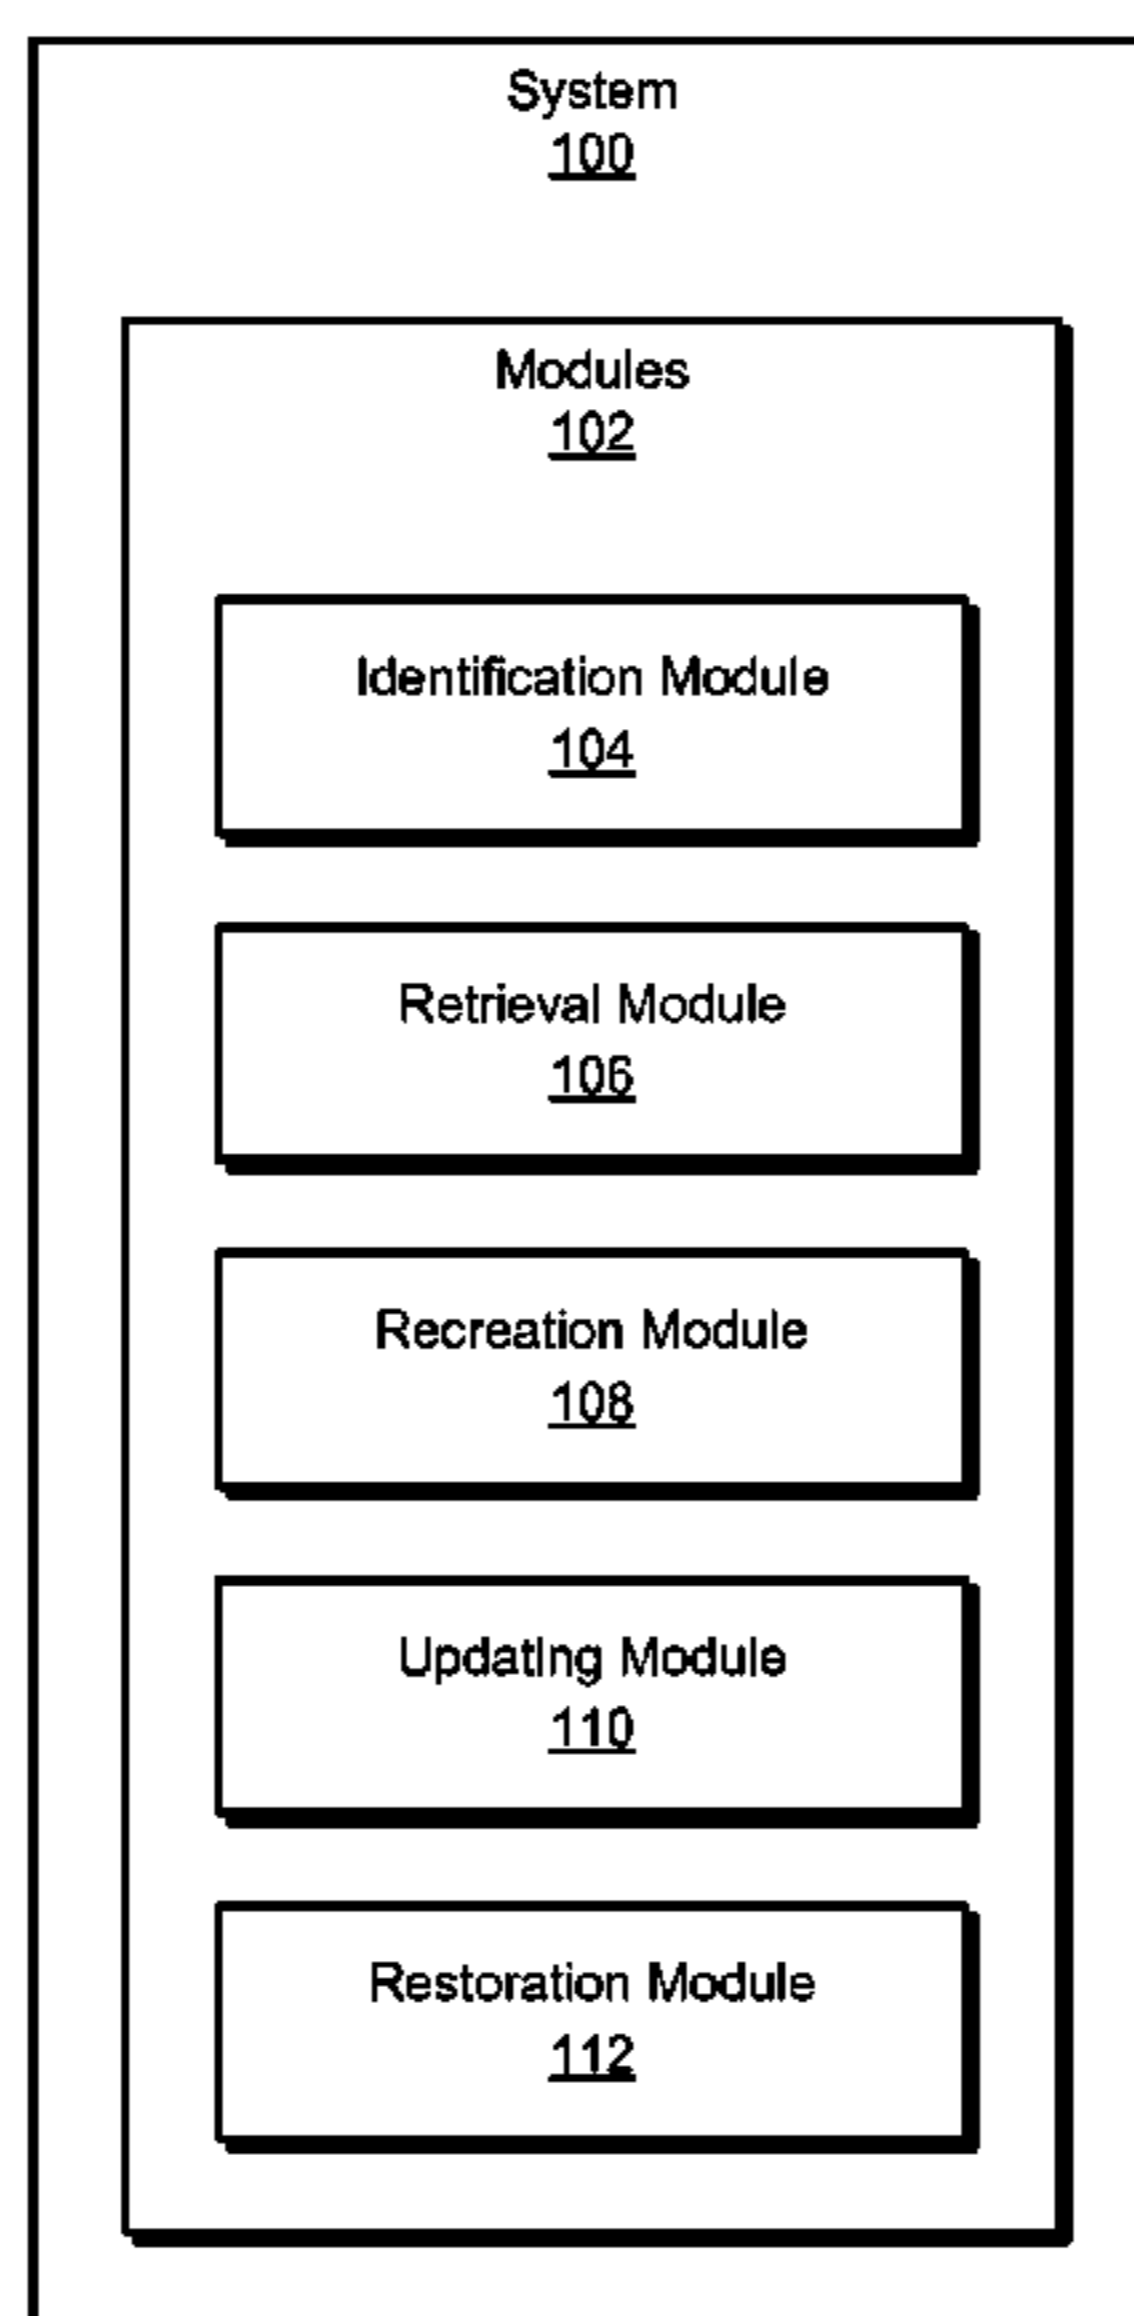 System
100
Modules
102
Identification Module
104
Retrieval Module
106
Recreation Module
108
Updating Module
110
Restoration Module
112